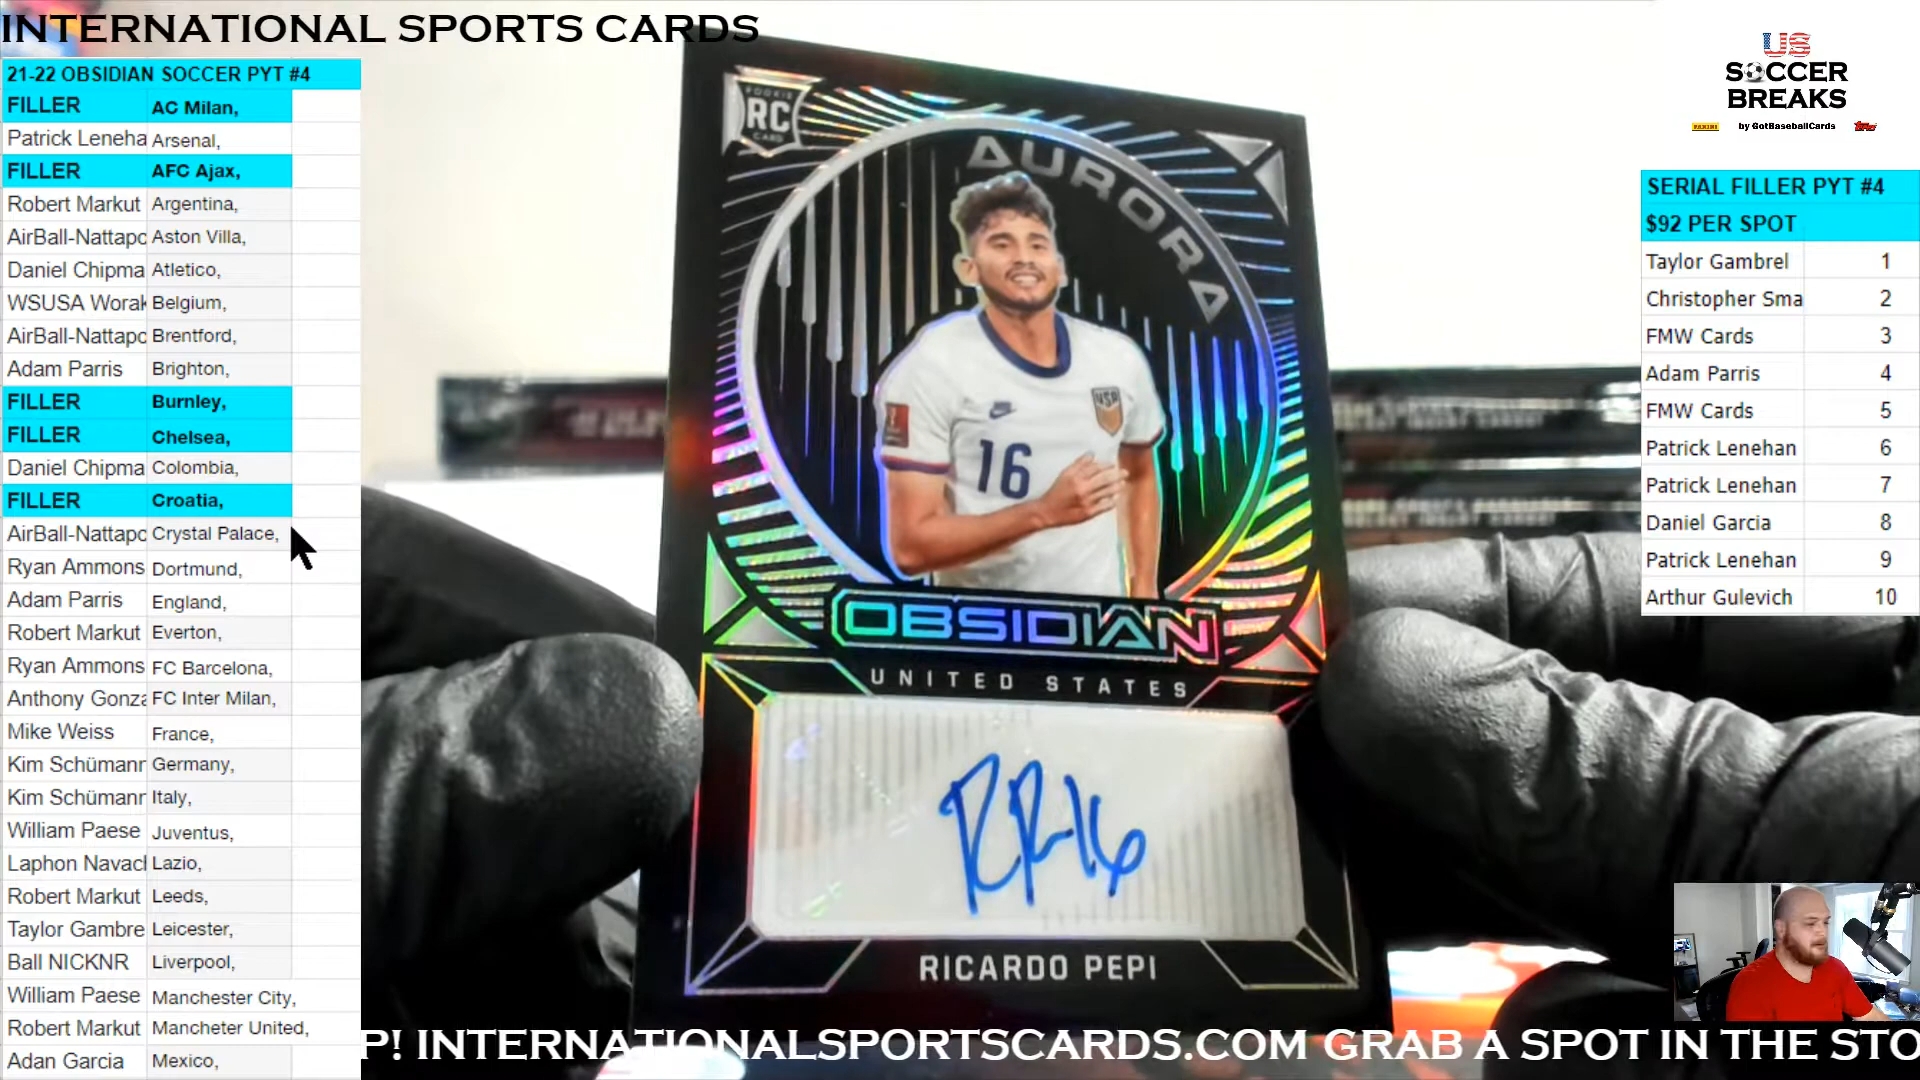 INTERNATIONAL SPORTS CARDS
21-22 OBSIDIAN SOCCER PYT #4
FILLER AC Milan,
Patrick Leneha Arsenal,
FILLER AFC Ajax,
Robert Markut Argentina,
AirBall-Nattapo Aston Villa,
Daniel Chipma Atletico,
WSUSA Worak Belgium,
AirBall-Nattapo Brentford,
Adam Parris Brighton,
FILLER Burnley,
FILLER Chelsea,
Daniel Chipma Colombia,
FILLER Croatia,
AirBall-Nattapo Crystal Palace,
Ryan Ammons Dortmund,
Adam Parris England,
Robert Markut Everton,
Ryan Ammons FC Barcelona,
Anthony Gonza FC Inter Milan,
Mike Weiss France,
Kim Schümann Germany,
Kim Schümann Italy,
William Paese Juventus,
Laphon Navacl Lazio,
Robert Markut Leeds,
Taylor Gambre Leicester,
Ball NICKNR Liverpool,
William Paese Manchester City,
Robert Markut Mancheter United,
Adan Garcia Mexico,
ROOKIE
RC
CARD
AURORA
USA
16
OBSIDIAN
UNITED STATES
RP 16
RICARDO PEPI
US
SOCCER
BREAKS
PANINI by GotBaseballCards Topps
SERIAL FILLER PYT #4
$92 PER SPOT
Taylor Gambrel 1
Christopher Sma 2
FMW Cards 3
Adam Parris 4
FMW Cards 5
Patrick Lenehan 6
Patrick Lenehan 7
Daniel Garcia 8
Patrick Lenehan 9
Arthur Gulevich 10
P! INTERNATIONALSPORTSCARDS.COM GRAB A SPOT IN THE STO